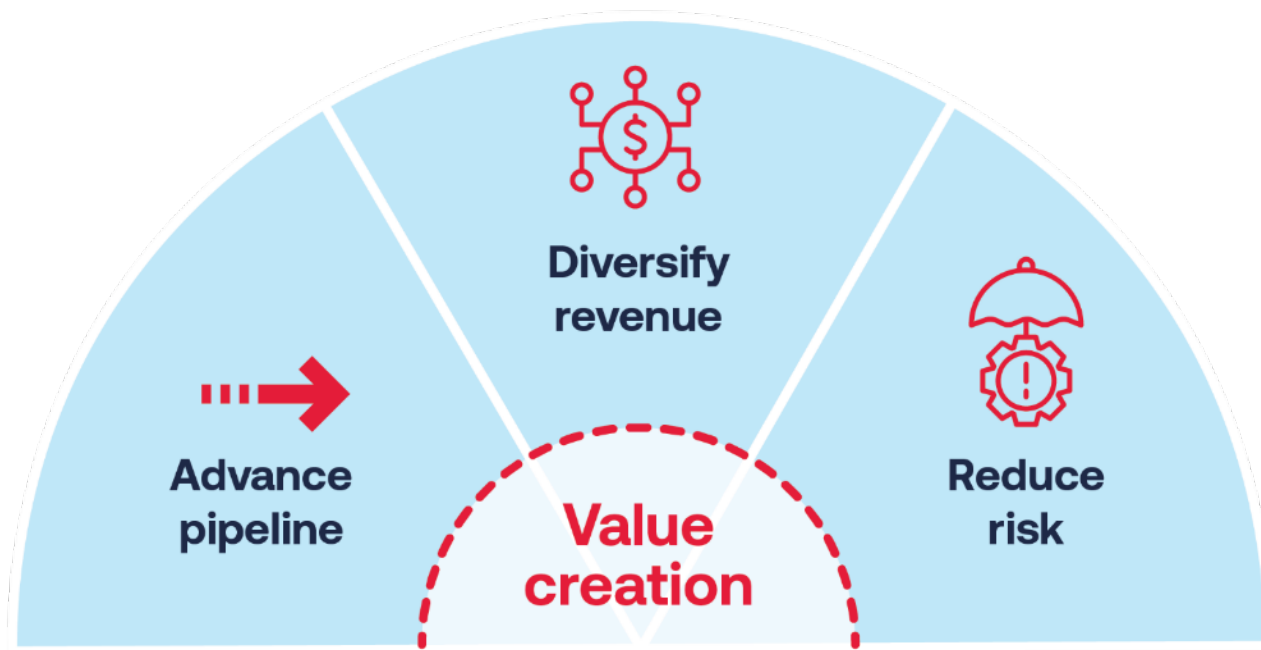 Diversify
revenue
Advance
pipeline
Reduce
risk
Value
creation